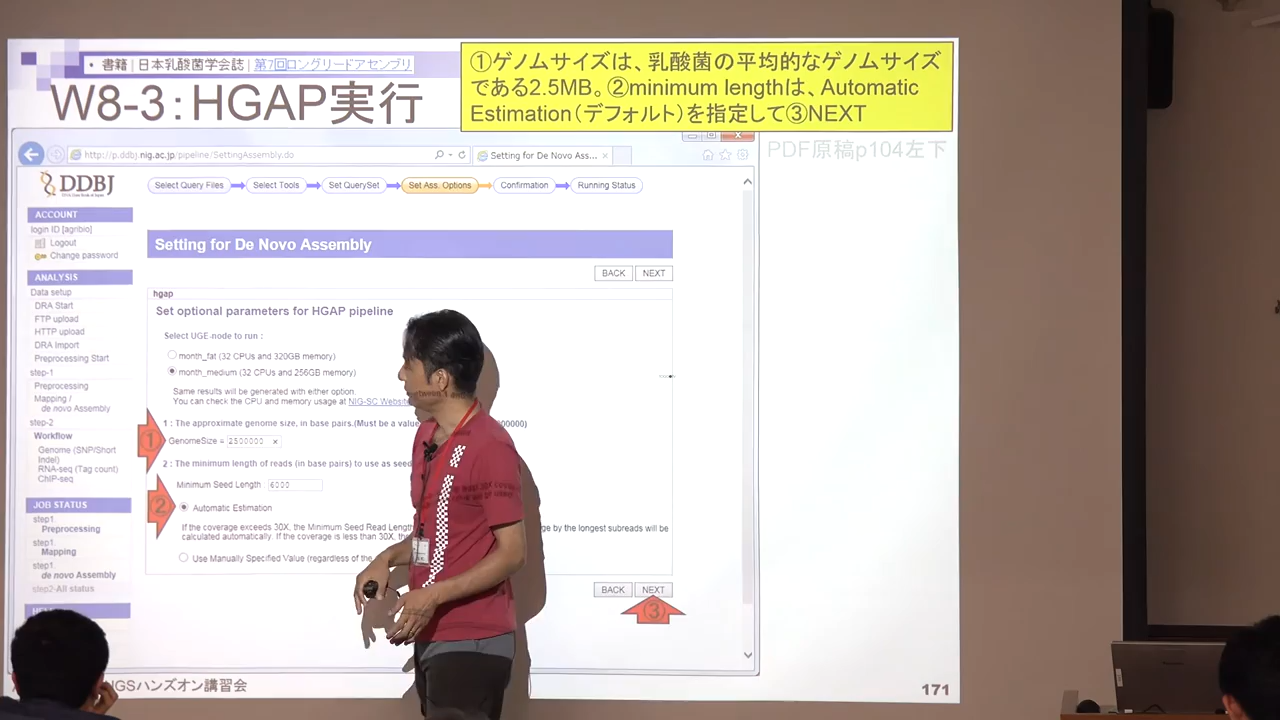 • 書籍 | 日本乳酸菌学会誌 | 第7回ロングリードアセンブリ
W8-3：HGAP実行
①ゲノムサイズは、乳酸菌の平均的なゲノムサイズ
である2.5MB。②minimum lengthは、Automatic
Estimation（デフォルト）を指定して③NEXT
PDF原稿p104左下
http://p.ddbj.nig.ac.jp/pipeline/SettingAssembly.do
Setting for De Novo Ass...
DDBJ
Select Query Files
Select Tools
Set QuerySet
Set Ass. Options
Confirmation
Running Status
ACCOUNT
login ID [agribio]
Logout
Change password
ANALYSIS
Data setup
DRA Start
FTP upload
HTTP upload
DRA Import
Preprocessing Start
step-1
Preprocessing
Mapping /
de novo Assembly
step-2
Workflow
Genome (SNP/Short
Indel)
RNA-seq (Tag count)
ChIP-seq
JOB STATUS
step1.
Preprocessing
step1.
Mapping
step1.
de novo Assembly
step2-All status
Setting for De Novo Assembly
BACK NEXT
hgap
Set optional parameters for HGAP pipeline
Select UGE-node to run :
month_fat (32 CPUs and 320GB memory)
month_medium (32 CPUs and 256GB memory)
Same results will be generated with either option.
You can check the CPU and memory usage at NIG-SC Website
1 : The approximate genome size, in base pairs.(Must be a value
① GenomeSize = 2500000 ×
2 : The minimum length of reads (in base pairs) to use as seed
Minimum Seed Length : 6000
② Automatic Estimation
If the coverage exceeds 30X, the Minimum Seed Read Length ge by the longest subreads will be
calculated automatically. If the coverage is less than 30X, the
Use Manually Specified Value (regardless of the
BACK NEXT
③
NGSハンズオン講習会
171